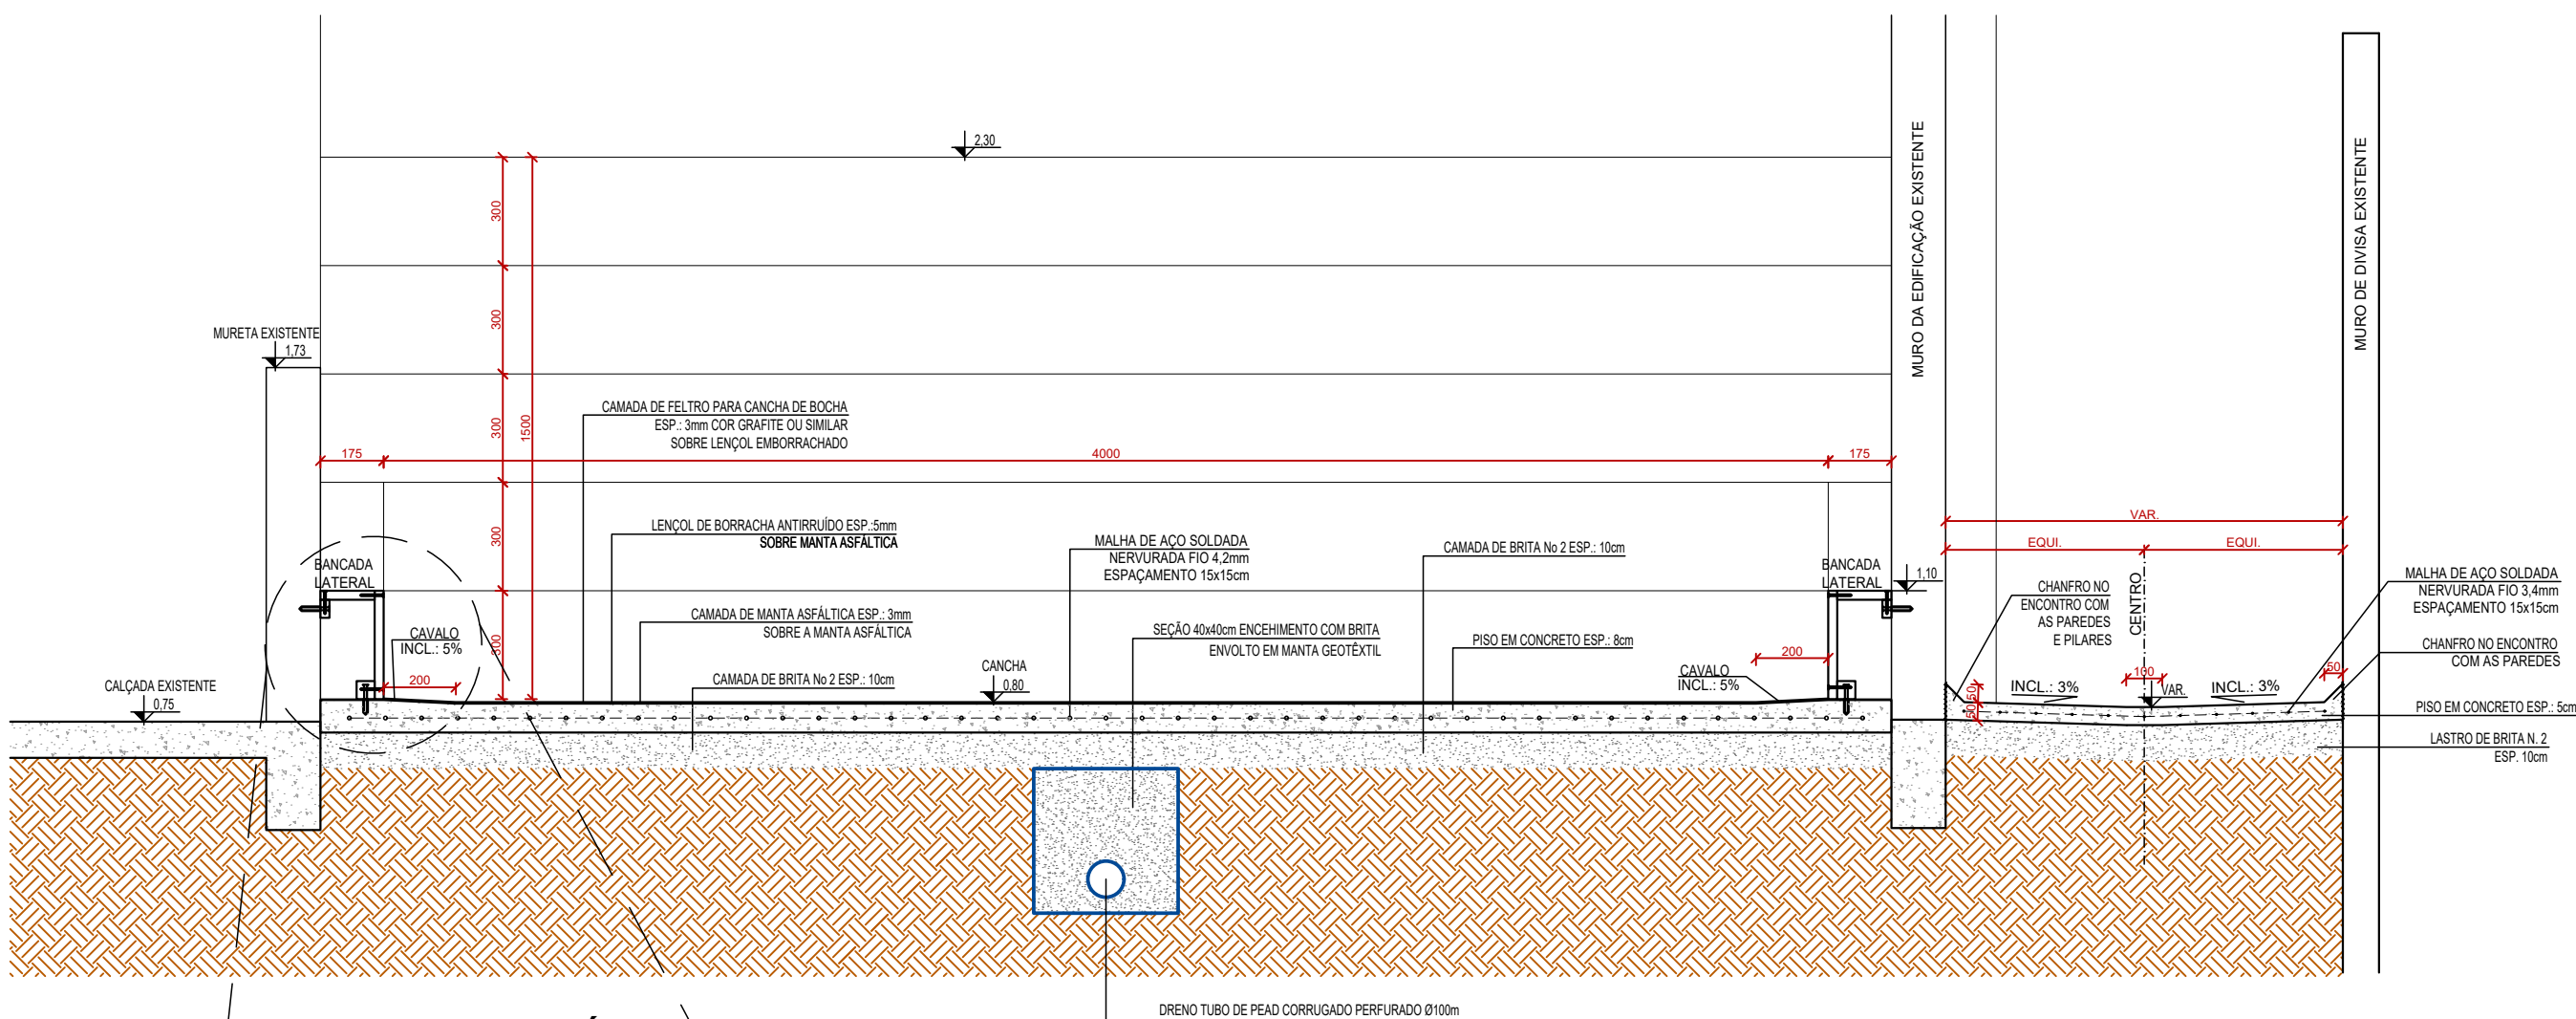 2,30
MURO DA EDIFICAÇÃO EXISTENTE
MURO DE DIVISA EXISTENTE
300
300
300
300
300
1500
MURETA EXISTENTE
1,73
CAMADA DE FELTRO PARA CANCHA DE BOCHA
ESP.: 3mm COR GRAFITE OU SIMILAR
SOBRE LENÇOL EMBORRACHADO
175
4000
175
LENÇOL DE BORRACHA ANTIRRUÍDO ESP.:5mm
SOBRE MANTA ASFÁLTICA
MALHA DE AÇO SOLDADA
NERVURADA FIO 4,2mm
ESPAÇAMENTO 15x15cm
CAMADA DE BRITA No 2 ESP.: 10cm
VAR.
EQUI.
EQUI.
BANCADA
LATERAL
BANCADA
LATERAL
1,10
CENTRO
CHANFRO NO
ENCONTRO COM
AS PAREDES
E PILARES
MALHA DE AÇO SOLDADA
NERVURADA FIO 3,4mm
ESPAÇAMENTO 15x15cm
CAMADA DE MANTA ASFÁLTICA ESP.: 3mm
SOBRE A MANTA ASFÁLTICA
SEÇÃO 40x40cm ENCEHIMENTO COM BRITA
ENVOLTO EM MANTA GEOTÊXTIL
PISO EM CONCRETO ESP.: 8cm
CAVALO
INCL.: 5%
200
CHANFRO NO ENCONTRO
COM AS PAREDES
CALÇADA EXISTENTE
0,75
200
CAMADA DE BRITA No 2 ESP.: 10cm
CANCHA
0,80
CAVALO
INCL.: 5%
50
50
INCL.: 3%
100
VAR.
INCL.: 3%
50
PISO EM CONCRETO ESP.: 5cm
LASTRO DE BRITA N. 2
ESP. 10cm
DRENO TUBO DE PEAD CORRUGADO PERFURADO Ø100m